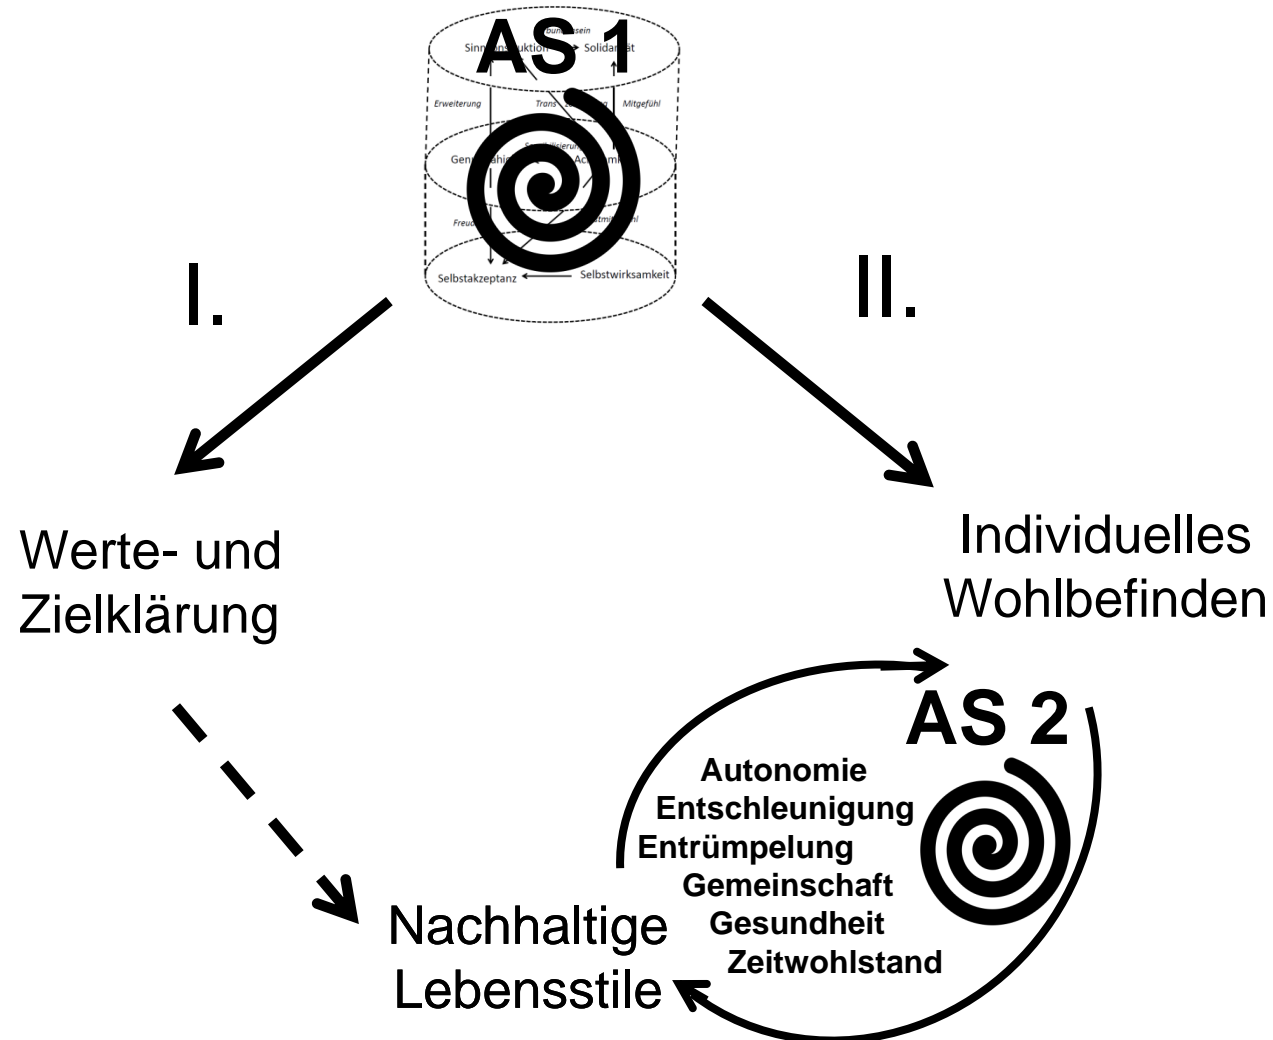 AS 1
Solidarität
Erweiterung
Mitgefühl
Selbstakzeptanz
Selbstwirksamkeit
I.
II.
Werte- und
Zielklärung
Individuelles
Wohlbefinden
AS 2
Autonomie
Entschleunigung
Entrümpelung
Gemeinschaft
Gesundheit
Zeitwohlstand
Nachhaltige
Lebensstile